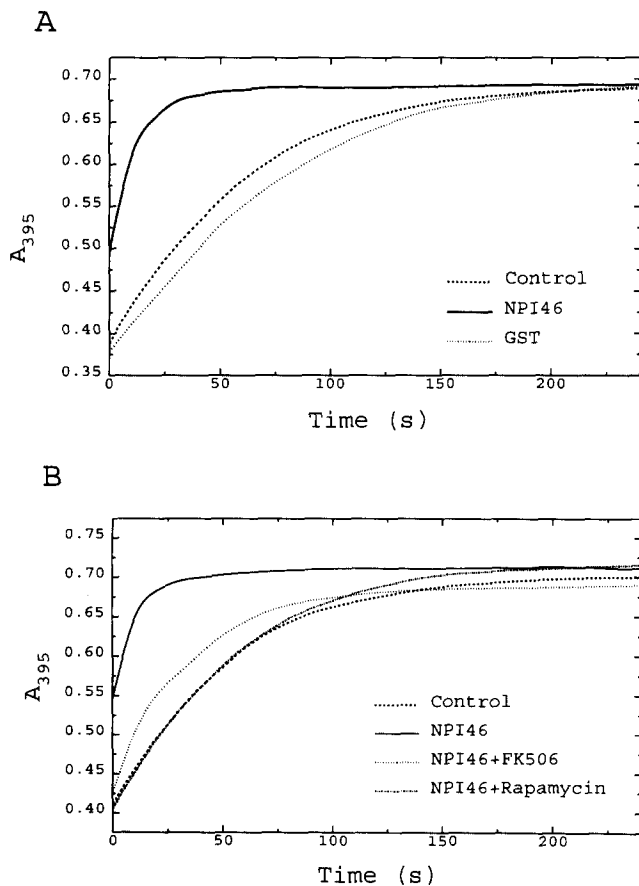 A
0.70
0.65
0.60
0.55
0.50
0.45
0.40
0.35
A395
Control
NPI46
GST
0 50 100 150 200
Time (s)
B
0.75
0.70
0.65
0.60
0.55
0.50
0.45
0.40
A395
Control
NPI46
NPI46+FK506
NPI46+Rapamycin
0 50 100 150 200
Time (s)